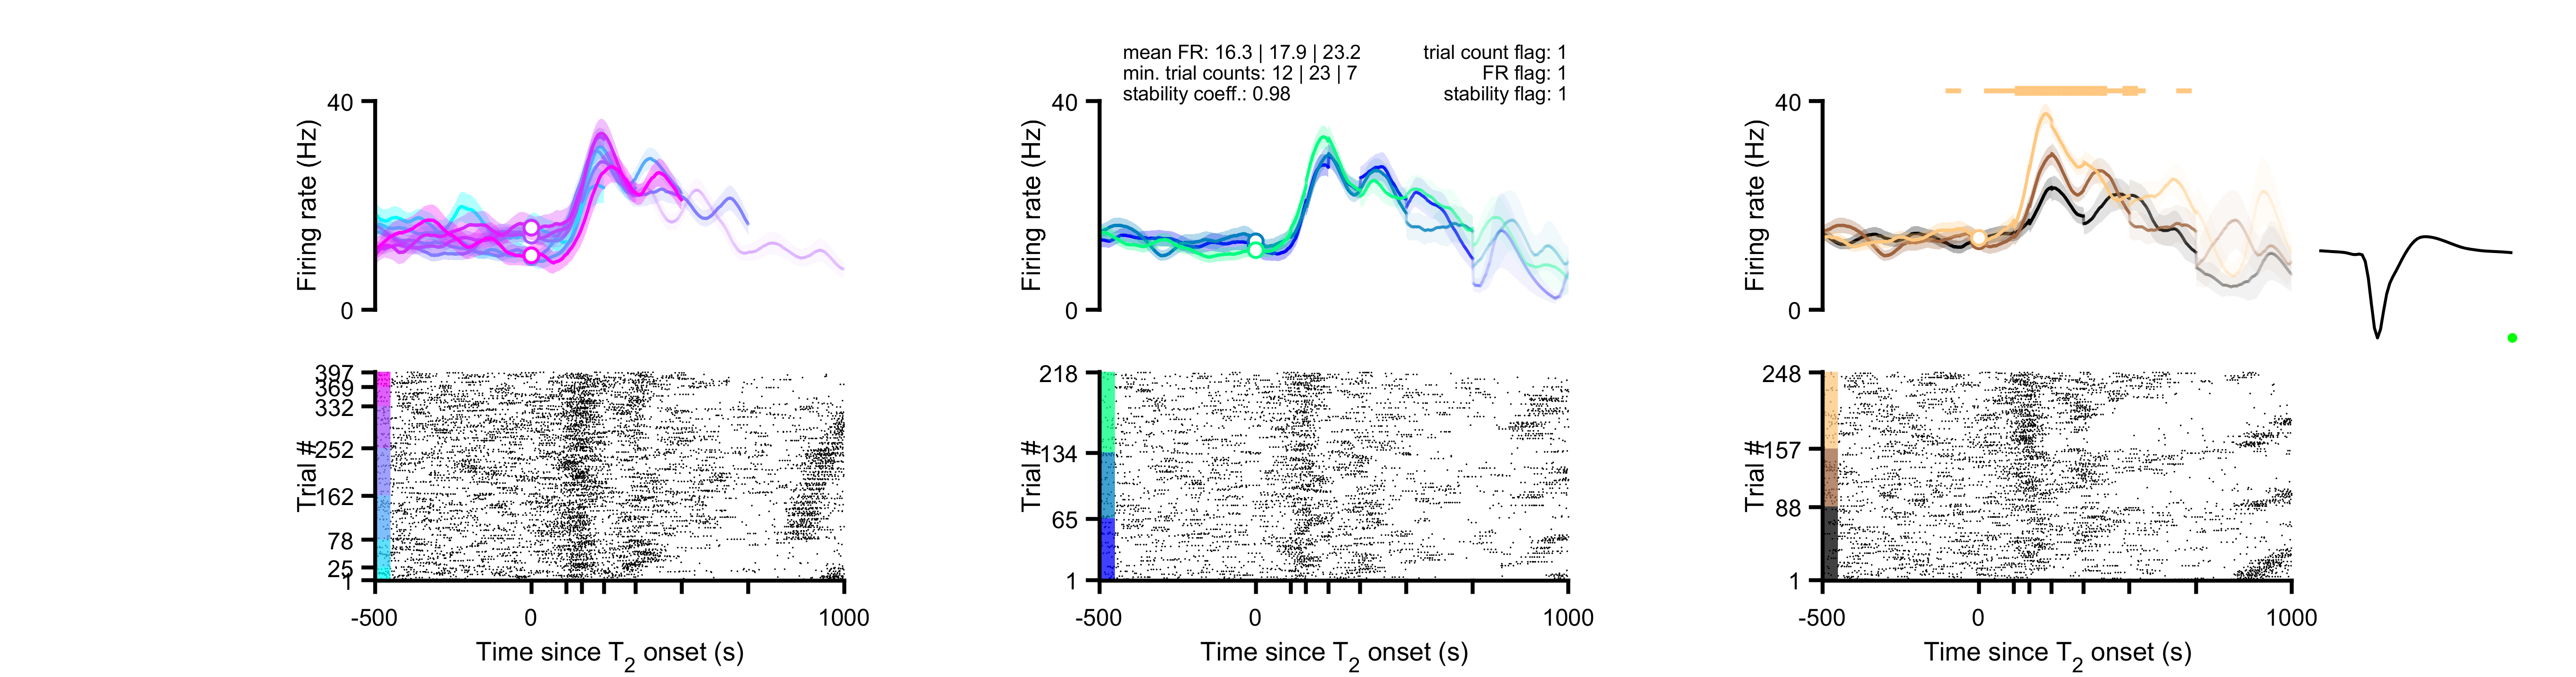 mean FR: 16.3 | 17.9 | 23.2
trial count flag: 1
min. trial counts: 12 | 23 | 7
FR flag: 1
stability coeff.: 0.98
stability flag: 1
40
Firing rate (Hz)
0
40
Firing rate (Hz)
0
40
Firing rate (Hz)
0
397
369
332
252
162
78
25
1
Trial #
-500
0
1000
Time since T2 onset (s)
218
134
65
1
Trial #
-500
0
1000
Time since T2 onset (s)
248
157
88
1
Trial #
-500
0
1000
Time since T2 onset (s)